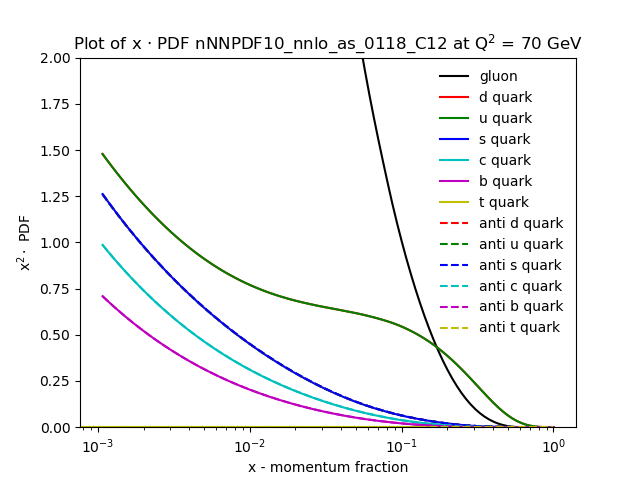 Plot of x · PDF nNNPDF10_nnlo_as_0118_C12 at Q² = 70 GeV
2.00
1.75
1.50
1.25
1.00
0.75
0.50
0.25
0.00
x² · PDF
10⁻³
10⁻²
10⁻¹
10⁰
x - momentum fraction
gluon
d quark
u quark
s quark
c quark
b quark
t quark
anti d quark
anti u quark
anti s quark
anti c quark
anti b quark
anti t quark